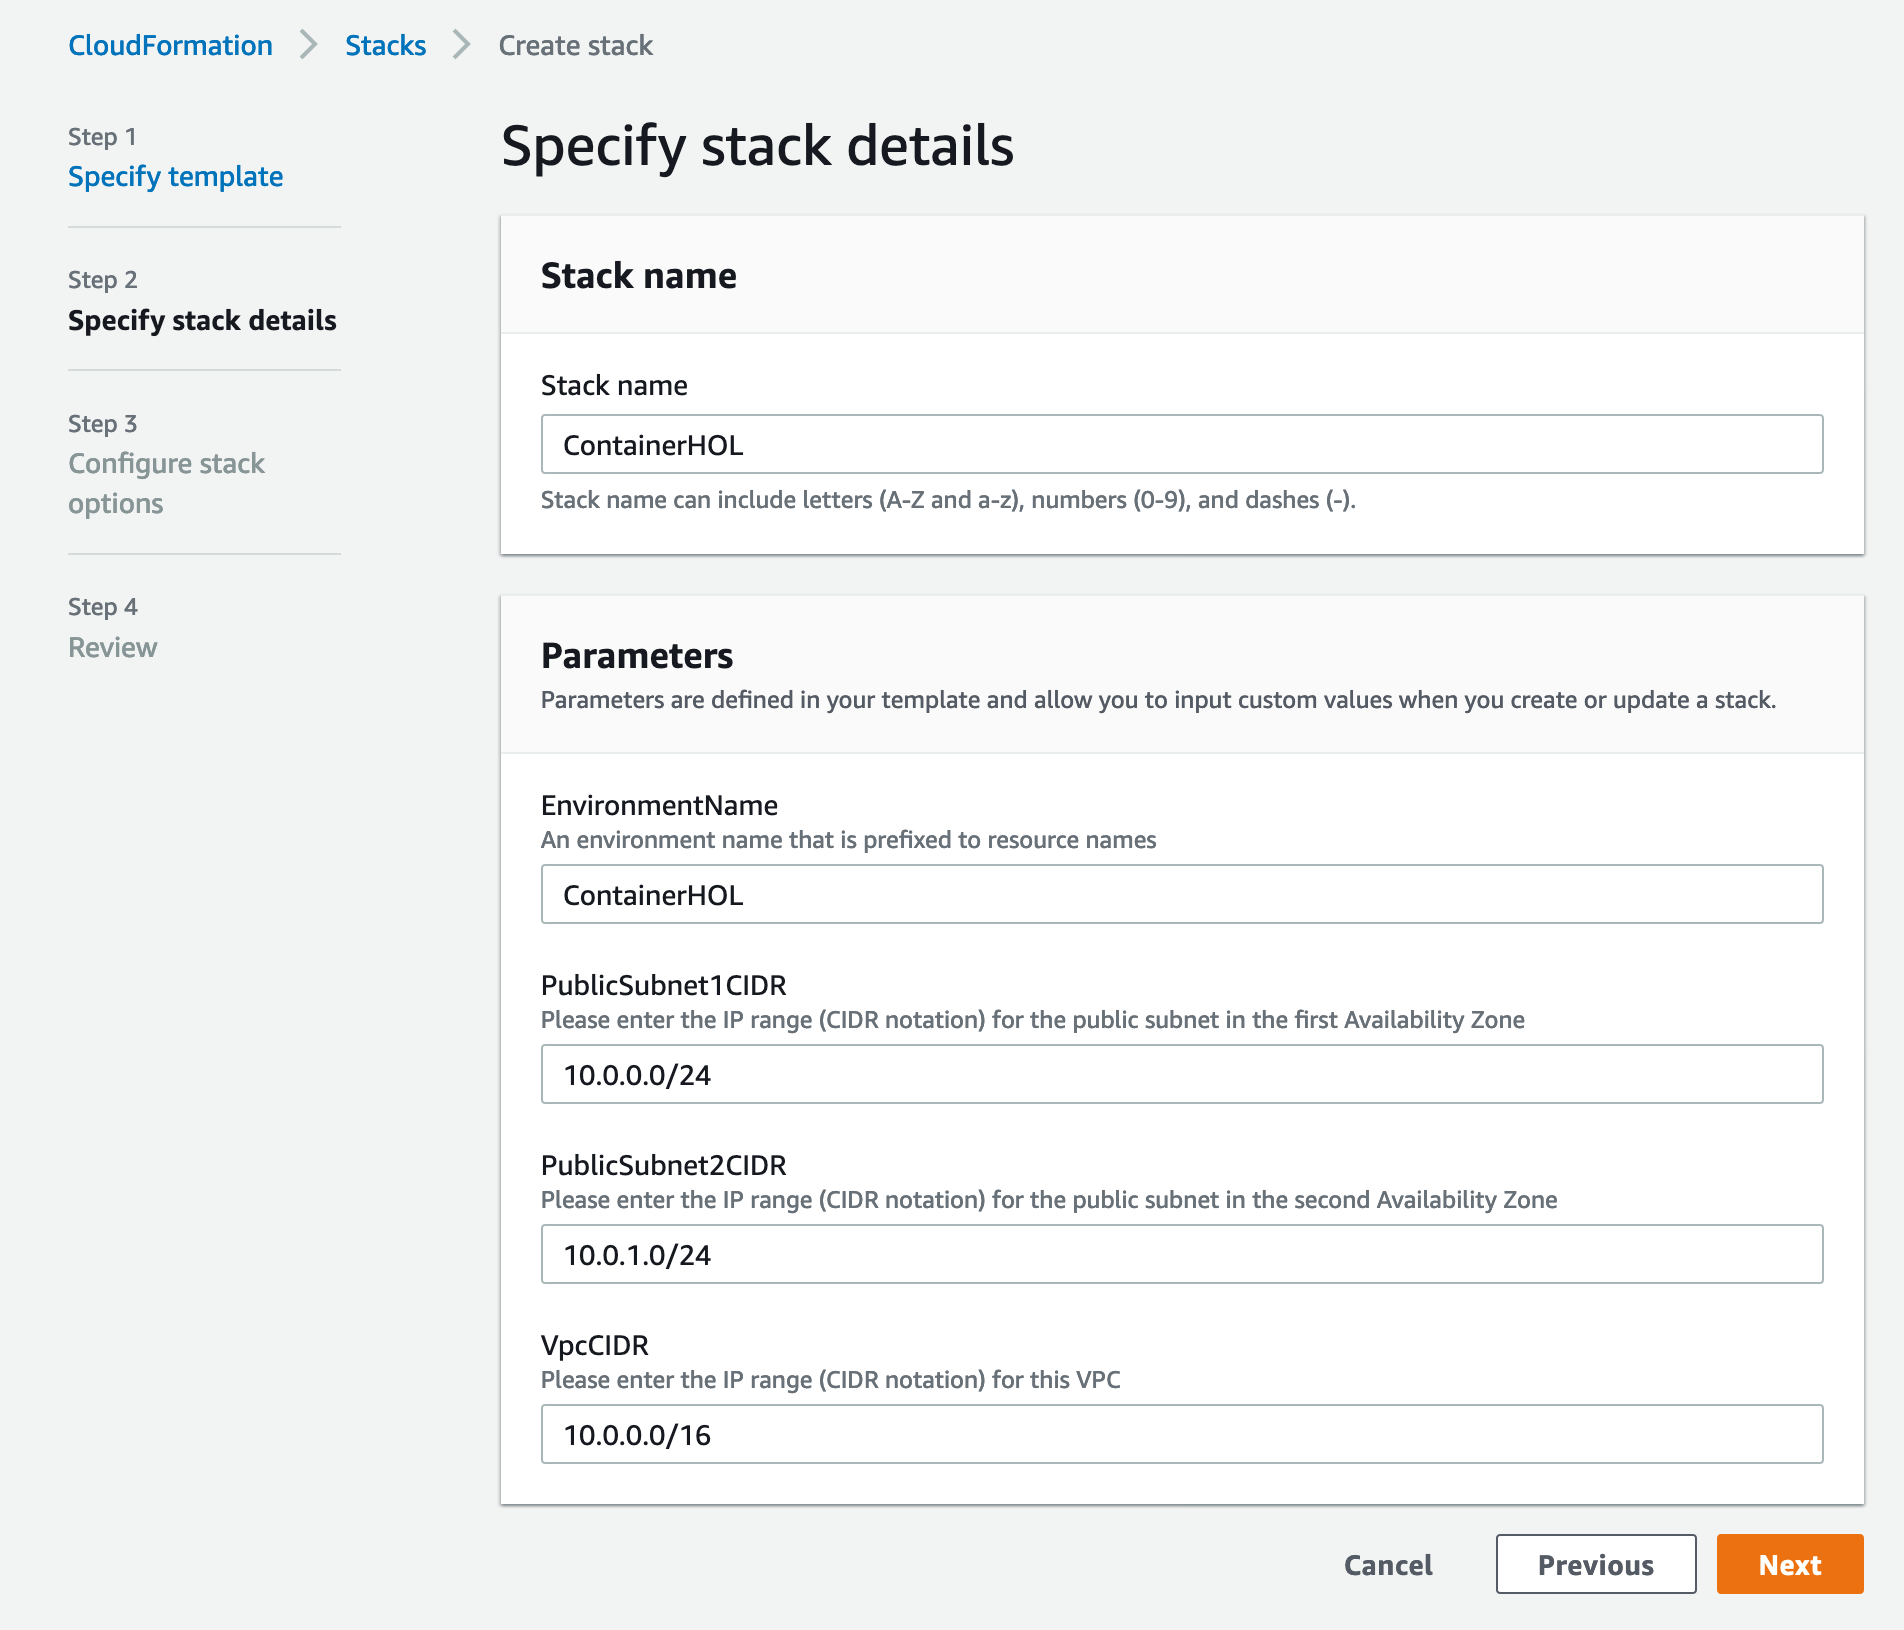 CloudFormation > Stacks > Create stack
Step 1
Specify template
Step 2
Specify stack details
Step 3
Configure stack
options
Step 4
Review
Specify stack details
Stack name
Stack name
ContainerHOL
Stack name can include letters (A-Z and a-z), numbers (0-9), and dashes (-).
Parameters
Parameters are defined in your template and allow you to input custom values when you create or update a stack.
EnvironmentName
An environment name that is prefixed to resource names
ContainerHOL
PublicSubnet1CIDR
Please enter the IP range (CIDR notation) for the public subnet in the first Availability Zone
10.0.0.0/24
PublicSubnet2CIDR
Please enter the IP range (CIDR notation) for the public subnet in the second Availability Zone
10.0.1.0/24
VpcCIDR
Please enter the IP range (CIDR notation) for this VPC
10.0.0.0/16
Cancel Previous Next